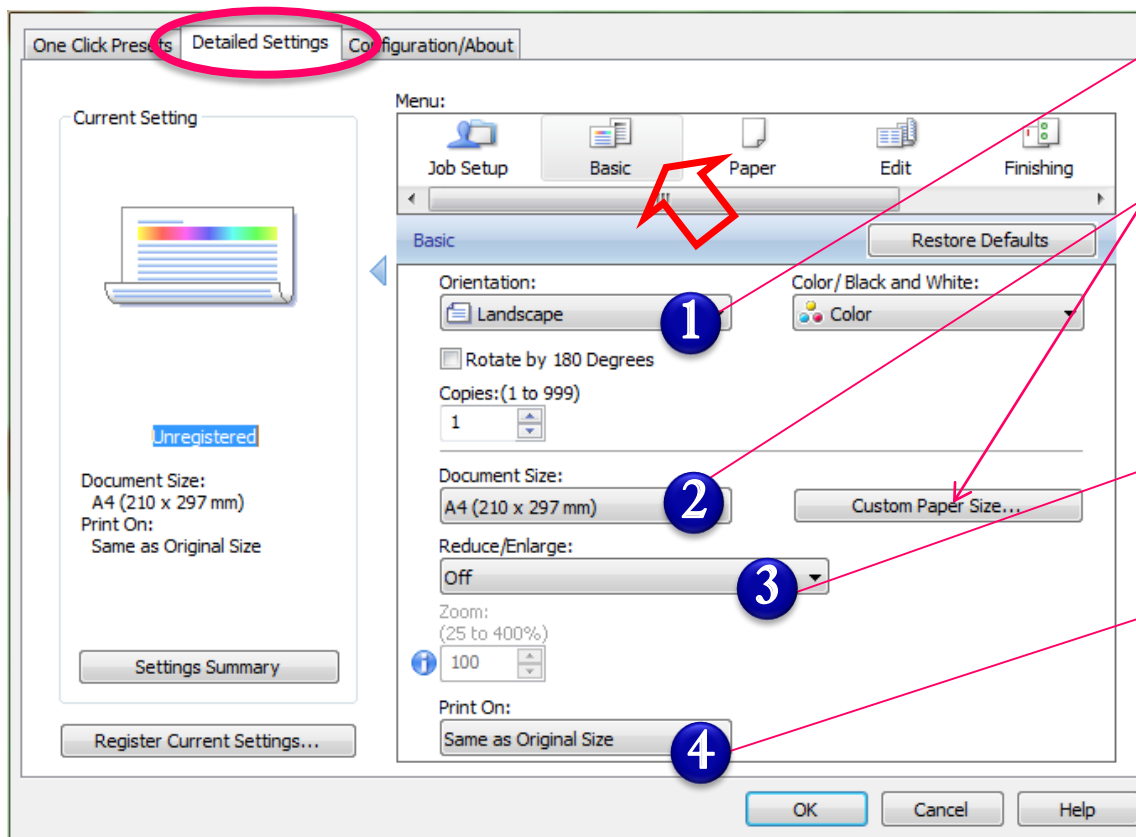 One Click Presets Detailed Settings Configuration/About
Current Setting
Unregistered
Document Size:
A4 (210 x 297 mm)
Print On:
Same as Original Size
Settings Summary
Register Current Settings...
Menu:
Job Setup Basic Paper Edit Finishing
Basic Restore Defaults
Orientation: Color/Black and White:
Landscape 1 Color
Rotate by 180 Degrees
Copies:(1 to 999)
1
Document Size:
A4 (210 x 297 mm) 2 Custom Paper Size...
Reduce/Enlarge:
Off 3
Zoom:
(25 to 400%)
100
Print On:
Same as Original Size 4
OK Cancel Help